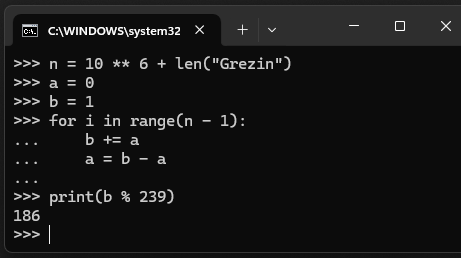 C:\WINDOWS\system32
>>> n = 10 ** 6 + len("Grezin")
>>> a = 0
>>> b = 1
>>> for i in range(n - 1):
...     b += a
...     a = b - a
...
>>> print(b % 239)
186
>>>